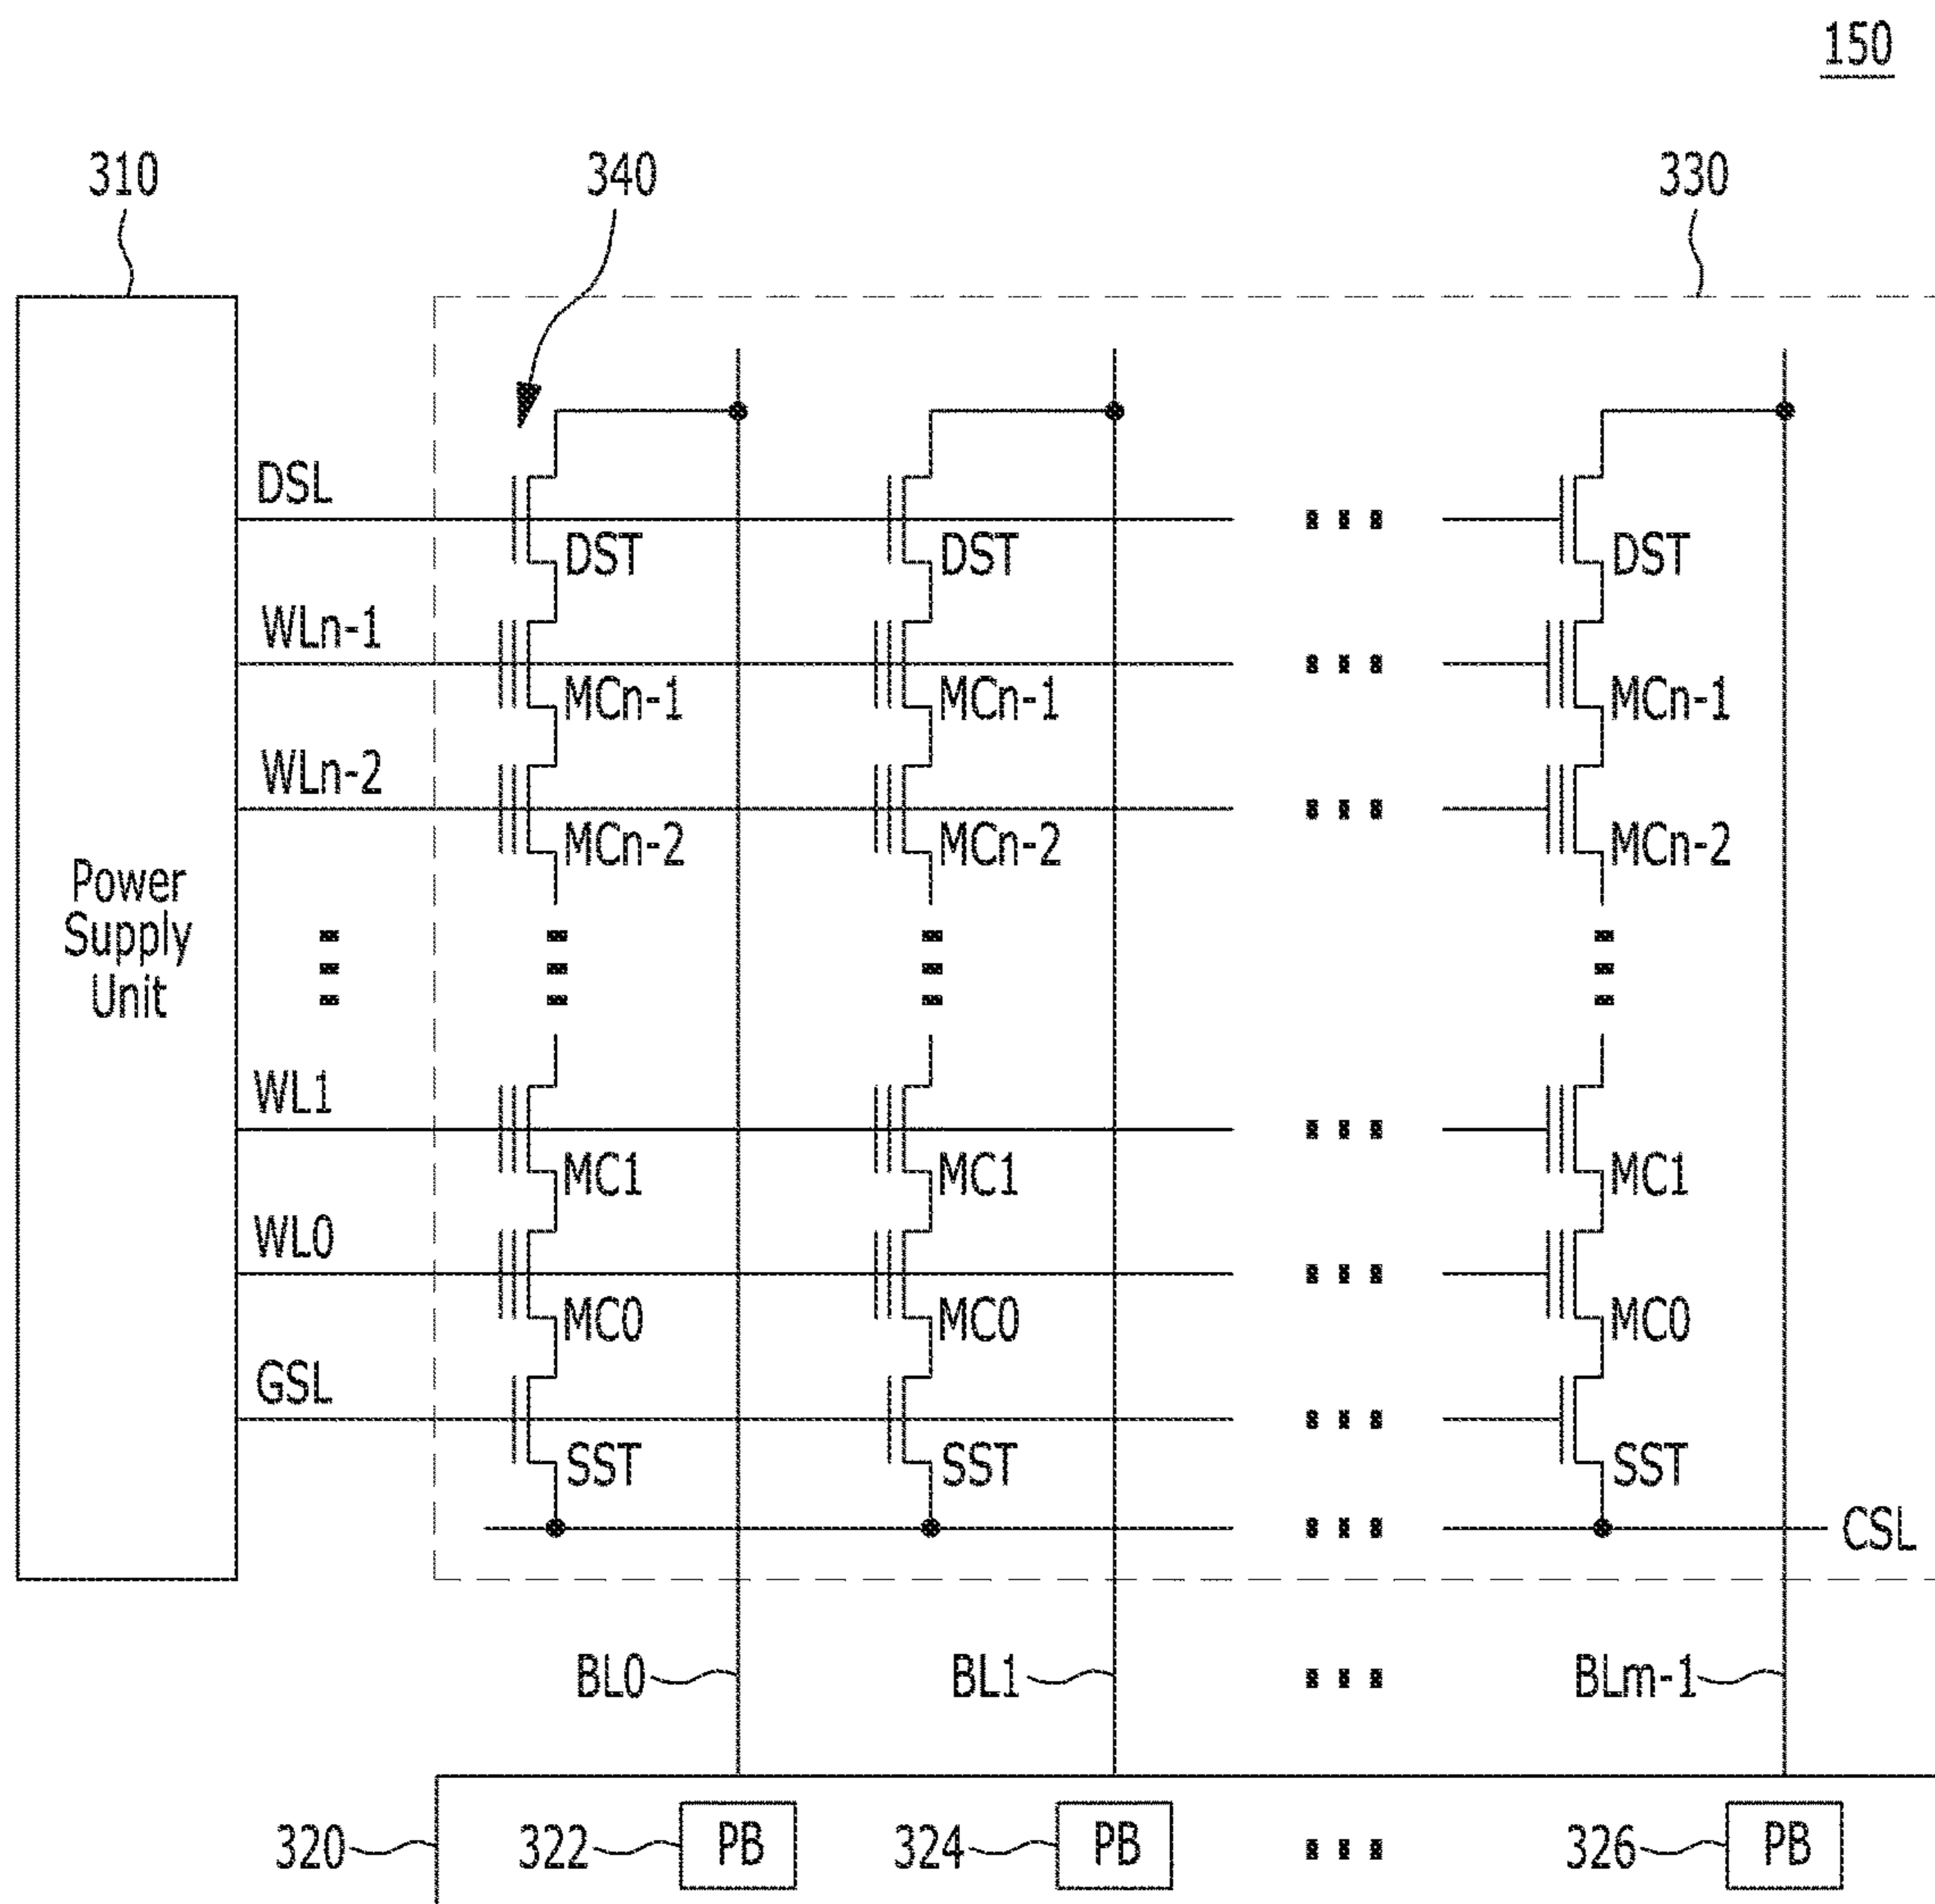 150
310 340 330
DSL
DST DST DST
WLn-1
MCn-1 MCn-1 MCn-1
WLn-2
MCn-2 MCn-2 MCn-2
Power
Supply
Unit
WL1
MC1 MC1 MC1
WL0
MC0 MC0 MC0
GSL
SST SST SST
CSL
BL0 BL1 BLm-1
320 322 PB 324 PB 326 PB